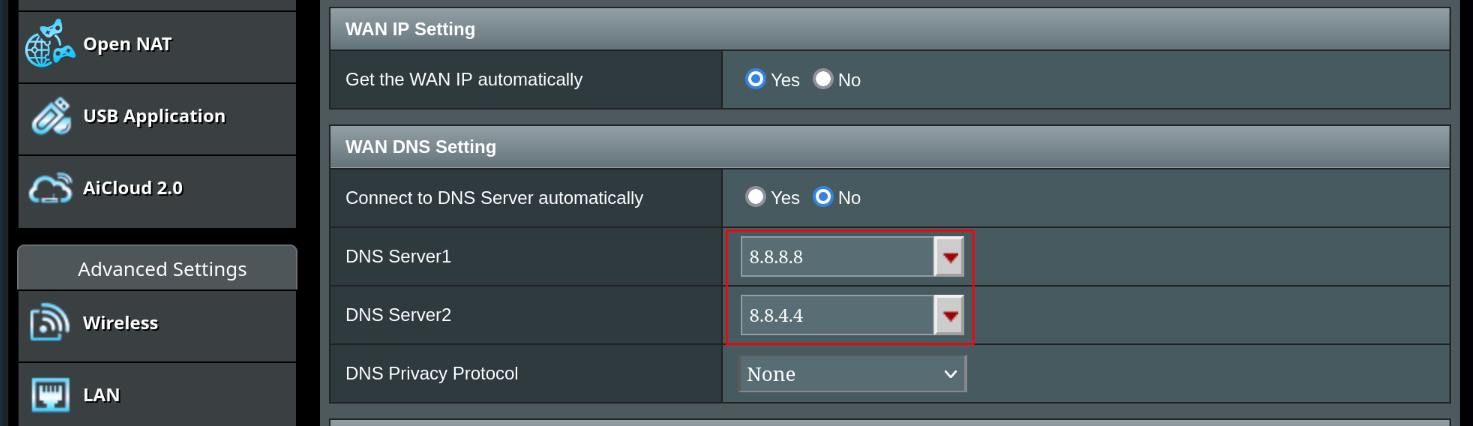 Open NAT
USB Application
AiCloud 2.0
Advanced Settings
Wireless
LAN
WAN IP Setting
Get the WAN IP automatically Yes No
WAN DNS Setting
Connect to DNS Server automatically Yes No
DNS Server1 8.8.8.8
DNS Server2 8.8.4.4
DNS Privacy Protocol None